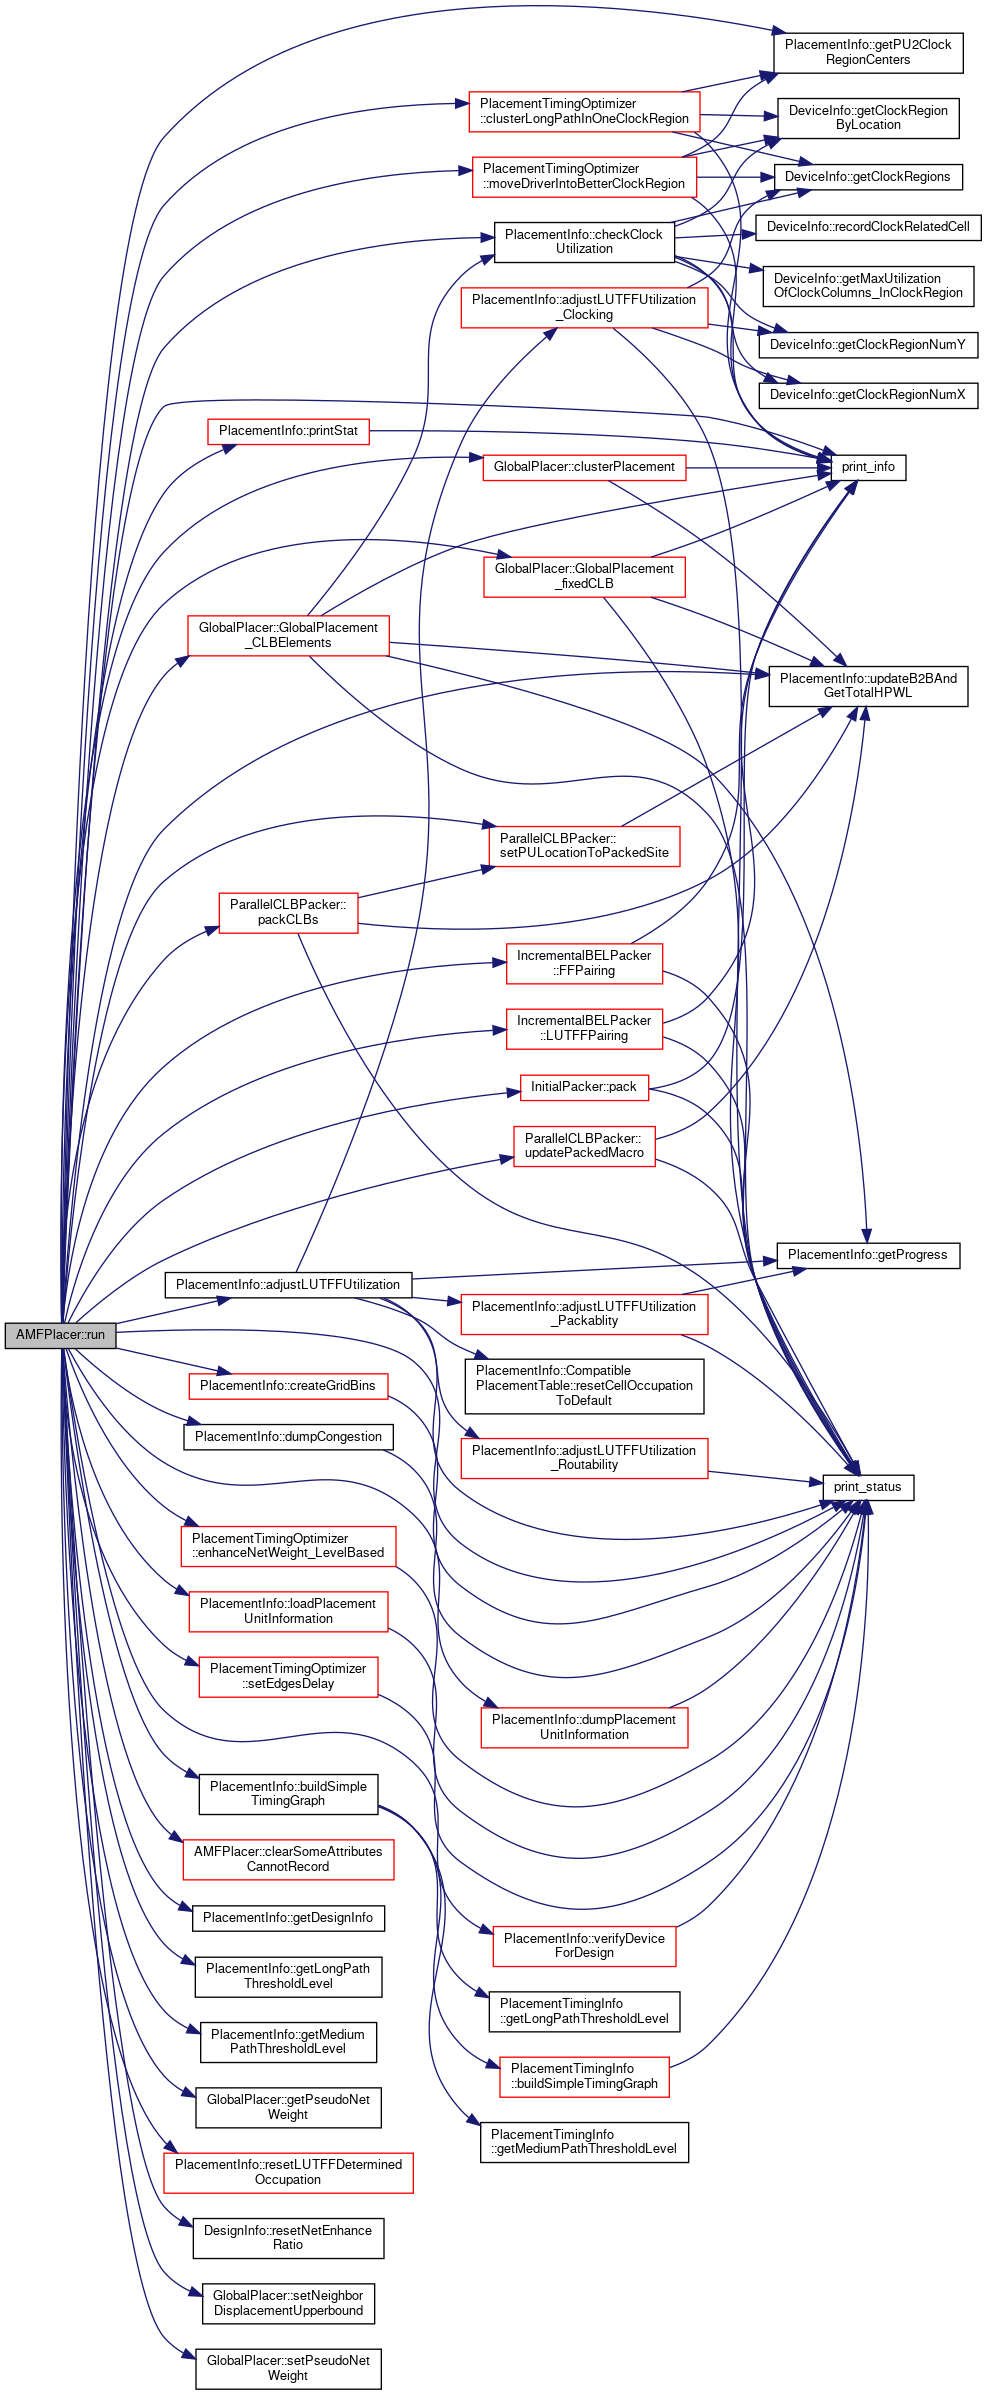 PlacementInfo::getPU2Clock
RegionCenters
PlacementTimingOptimizer
::clusterLongPathInOneClockRegion
DeviceInfo::getClockRegion
ByLocation
PlacementTimingOptimizer
::moveDriverIntoBetterClockRegion
DeviceInfo::getClockRegions
PlacementInfo::checkClock
Utilization
DeviceInfo::recordClockRelatedCell
DeviceInfo::getMaxUtilization
OfClockColumns_InClockRegion
PlacementInfo::adjustLUTFFUtilization
_Clocking
DeviceInfo::getClockRegionNumY
DeviceInfo::getClockRegionNumX
PlacementInfo::printStat
GlobalPlacer::clusterPlacement
print_info
GlobalPlacer::GlobalPlacement
_fixedCLB
GlobalPlacer::GlobalPlacement
_CLBElements
PlacementInfo::updateB2BAnd
GetTotalHPWL
ParallelCLBPacker::
setPULocationToPackedSite
ParallelCLBPacker::
packCLBs
IncrementalBELPacker
::FFPairing
IncrementalBELPacker
::LUTFFPairing
InitialPacker::pack
ParallelCLBPacker::
updatePackedMacro
PlacementInfo::getProgress
PlacementInfo::adjustLUTFFUtilization
PlacementInfo::adjustLUTFFUtilization
_Packablity
AMFPlacer::run
PlacementInfo::createGridBins
PlacementInfo::Compatible
PlacementTable::resetCellOccupation
ToDefault
PlacementInfo::dumpCongestion
PlacementInfo::adjustLUTFFUtilization
_Routability
print_status
PlacementTimingOptimizer
::enhanceNetWeight_LevelBased
PlacementInfo::loadPlacement
UnitInformation
PlacementTimingOptimizer
::setEdgesDelay
PlacementInfo::dumpPlacement
UnitInformation
PlacementInfo::buildSimple
TimingGraph
AMFPlacer::clearSomeAttributes
CannotRecord
PlacementInfo::getDesignInfo
PlacementInfo::verifyDevice
ForDesign
PlacementInfo::getLongPath
ThresholdLevel
PlacementTimingInfo
::getLongPathThresholdLevel
PlacementInfo::getMedium
PathThresholdLevel
PlacementTimingInfo
::buildSimpleTimingGraph
GlobalPlacer::getPseudoNet
Weight
PlacementTimingInfo
::getMediumPathThresholdLevel
PlacementInfo::resetLUTFFDetermined
Occupation
DesignInfo::resetNetEnhance
Ratio
GlobalPlacer::setNeighbor
DisplacementUpperbound
GlobalPlacer::setPseudoNet
Weight